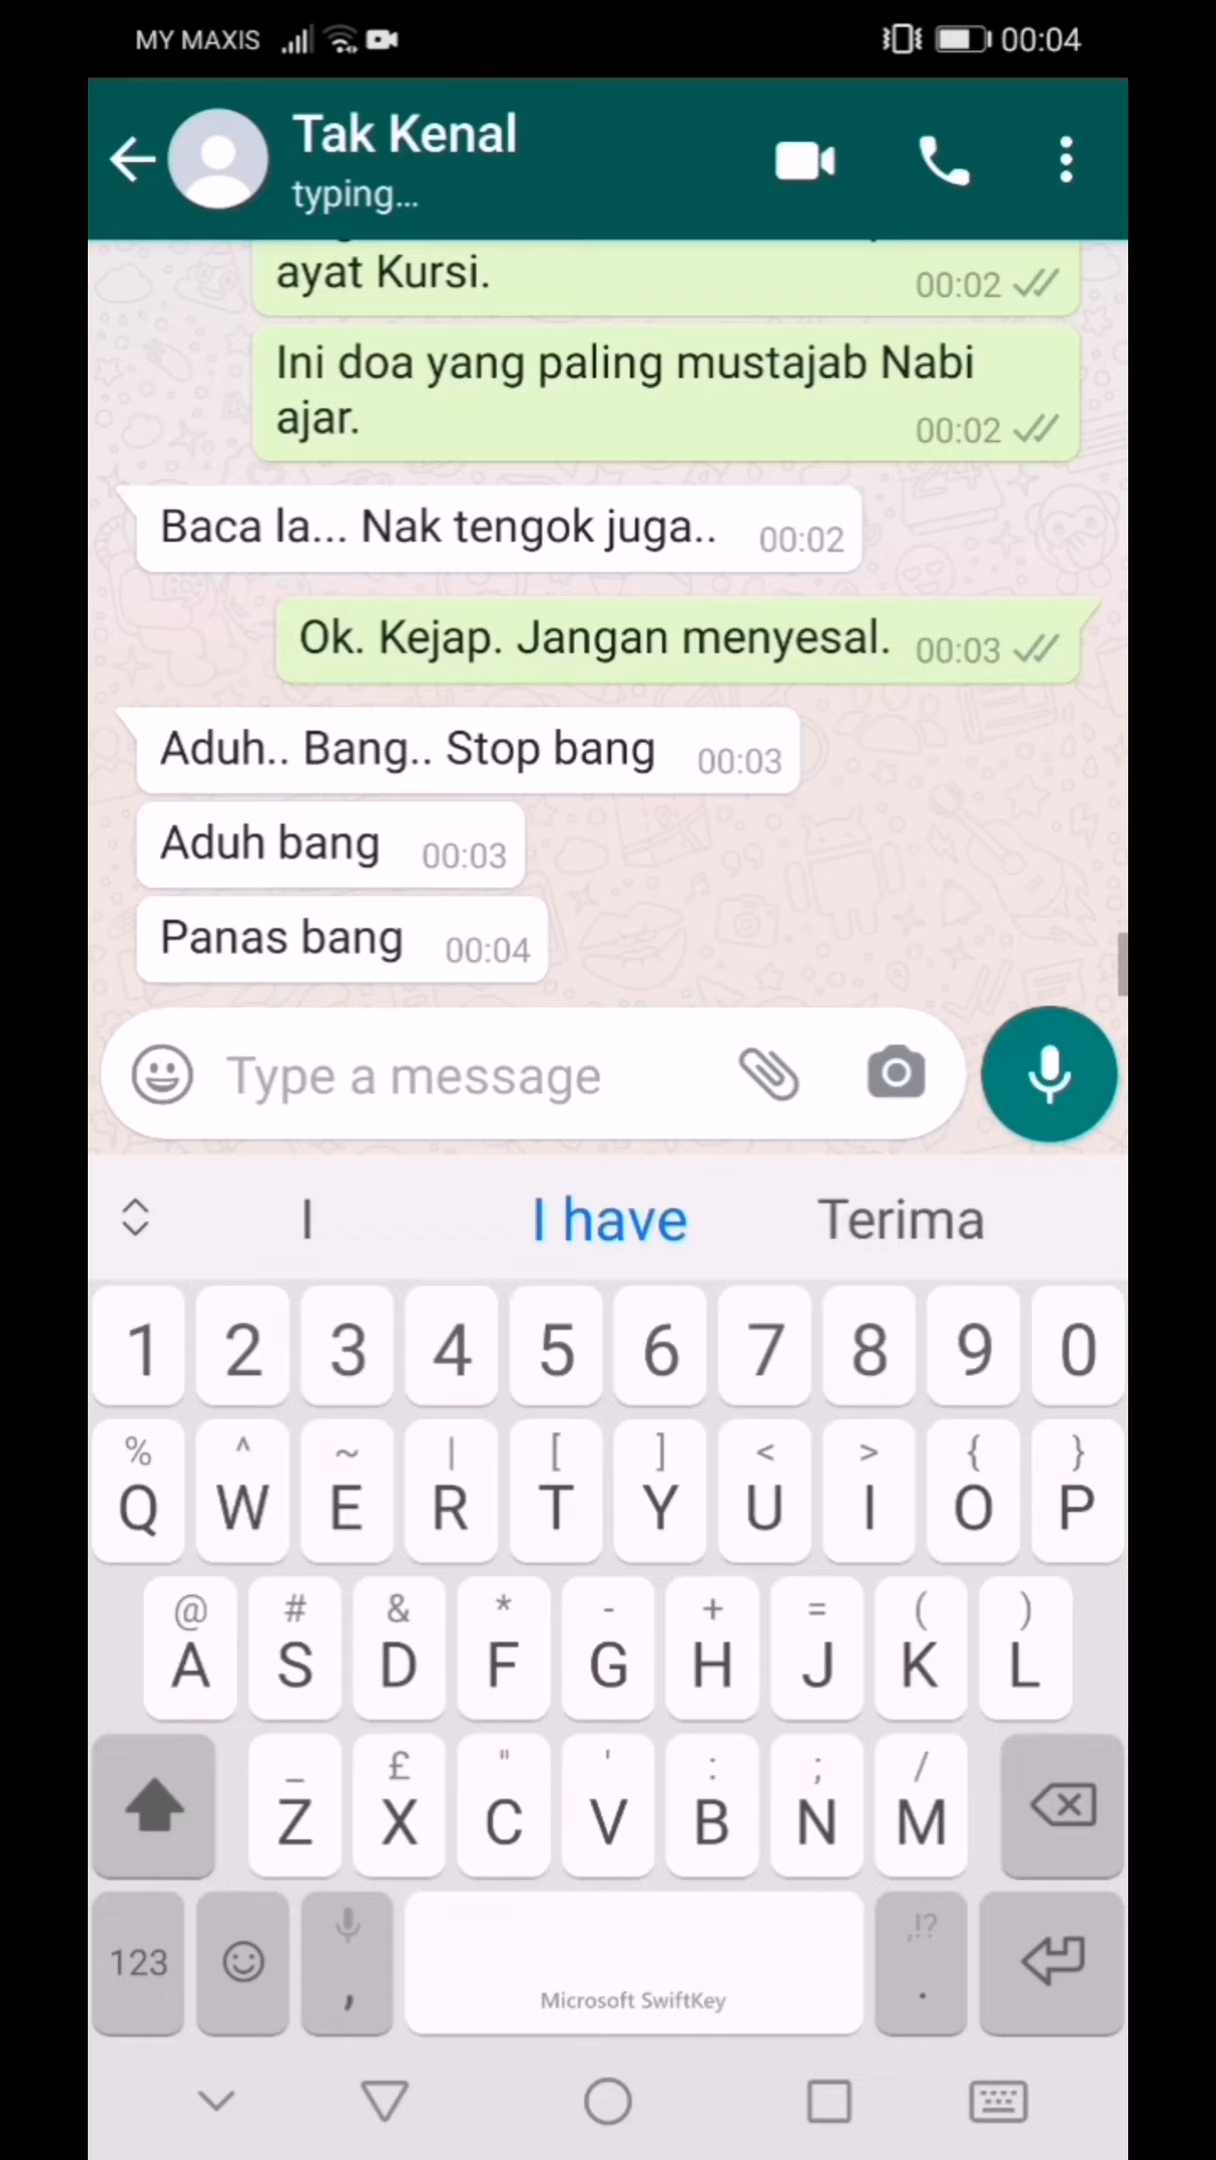 MY MAXIS
00:04
Tak Kenal
typing...
ayat Kursi.
00:02
Ini doa yang paling mustajab Nabi
ajar.
00:02
Baca la... Nak tengok juga.. 00:02
Ok. Kejap. Jangan menyesal. 00:03
Aduh.. Bang.. Stop bang 00:03
Aduh bang 00:03
Panas bang 00:04
Type a message
I I have Terima
1 2 3 4 5 6 7 8 9 0
% ^ ~ | [ ] < > { }
Q W E R T Y U I O P
@ # & * - + = ( )
A S D F G H J K L
_ £ " ' : ; /
Z X C V B N M
,!?
123 , .
Microsoft SwiftKey